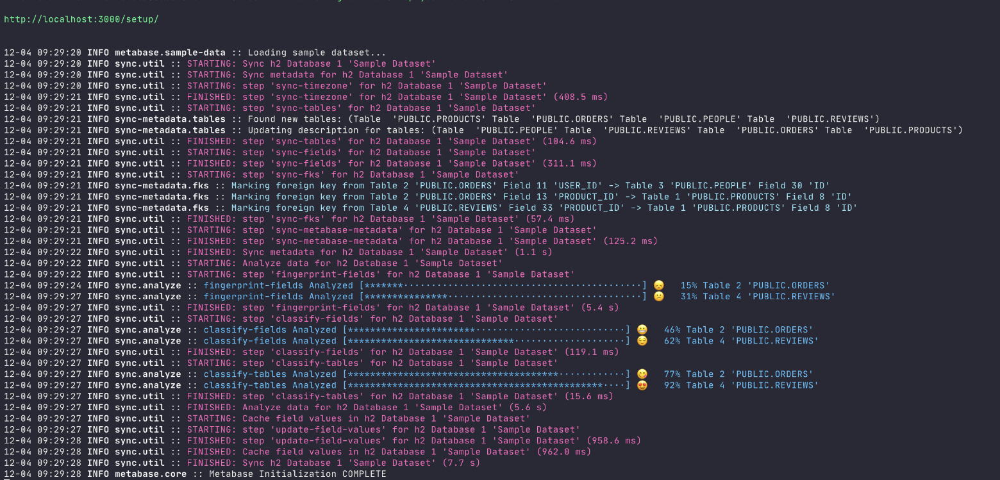 http://localhost:3000/setup/
12-04 09:29:20 INFO metabase.sample-data :: Loading sample dataset...
12-04 09:29:20 INFO sync.util :: STARTING: Sync h2 Database 1 'Sample Dataset'
12-04 09:29:20 INFO sync.util :: STARTING: Sync metadata for h2 Database 1 'Sample Dataset'
12-04 09:29:20 INFO sync.util :: STARTING: step 'sync-timezone' for h2 Database 1 'Sample Dataset'
12-04 09:29:21 INFO sync.util :: FINISHED: step 'sync-timezone' for h2 Database 1 'Sample Dataset' (408.5 ms)
12-04 09:29:21 INFO sync.util :: STARTING: step 'sync-tables' for h2 Database 1 'Sample Dataset'
12-04 09:29:21 INFO sync-metadata.tables :: Found new tables: (Table  'PUBLIC.PRODUCTS' Table  'PUBLIC.ORDERS' Table  'PUBLIC.PEOPLE' Table  'PUBLIC.REVIEWS')
12-04 09:29:21 INFO sync-metadata.tables :: Updating description for tables: (Table  'PUBLIC.PEOPLE' Table  'PUBLIC.REVIEWS' Table  'PUBLIC.ORDERS' Table  'PUBLIC.PRODUCTS')
12-04 09:29:21 INFO sync.util :: FINISHED: step 'sync-tables' for h2 Database 1 'Sample Dataset' (104.6 ms)
12-04 09:29:21 INFO sync.util :: STARTING: step 'sync-fields' for h2 Database 1 'Sample Dataset'
12-04 09:29:21 INFO sync.util :: FINISHED: step 'sync-fields' for h2 Database 1 'Sample Dataset' (311.1 ms)
12-04 09:29:21 INFO sync.util :: STARTING: step 'sync-fks' for h2 Database 1 'Sample Dataset'
12-04 09:29:21 INFO sync-metadata.fks :: Marking foreign key from Table 2 'PUBLIC.ORDERS' Field 11 'USER_ID' -> Table 3 'PUBLIC.PEOPLE' Field 30 'ID'
12-04 09:29:21 INFO sync-metadata.fks :: Marking foreign key from Table 2 'PUBLIC.ORDERS' Field 13 'PRODUCT_ID' -> Table 1 'PUBLIC.PRODUCTS' Field 8 'ID'
12-04 09:29:21 INFO sync-metadata.fks :: Marking foreign key from Table 4 'PUBLIC.REVIEWS' Field 33 'PRODUCT_ID' -> Table 1 'PUBLIC.PRODUCTS' Field 8 'ID'
12-04 09:29:21 INFO sync.util :: FINISHED: step 'sync-fks' for h2 Database 1 'Sample Dataset' (57.4 ms)
12-04 09:29:21 INFO sync.util :: STARTING: step 'sync-metabase-metadata' for h2 Database 1 'Sample Dataset'
12-04 09:29:21 INFO sync.util :: FINISHED: step 'sync-metabase-metadata' for h2 Database 1 'Sample Dataset' (125.2 ms)
12-04 09:29:22 INFO sync.util :: FINISHED: Sync metadata for h2 Database 1 'Sample Dataset' (1.1 s)
12-04 09:29:22 INFO sync.util :: STARTING: Analyze data for h2 Database 1 'Sample Dataset'
12-04 09:29:22 INFO sync.util :: STARTING: step 'fingerprint-fields' for h2 Database 1 'Sample Dataset'
12-04 09:29:24 INFO sync.analyze :: fingerprint-fields Analyzed [*******···········································] 😞   15% Table 2 'PUBLIC.ORDERS'
12-04 09:29:27 INFO sync.analyze :: fingerprint-fields Analyzed [***************···································] 😕   31% Table 4 'PUBLIC.REVIEWS'
12-04 09:29:27 INFO sync.util :: FINISHED: step 'fingerprint-fields' for h2 Database 1 'Sample Dataset' (5.4 s)
12-04 09:29:27 INFO sync.util :: STARTING: step 'classify-fields' for h2 Database 1 'Sample Dataset'
12-04 09:29:27 INFO sync.analyze :: classify-fields Analyzed [***********************···························] 😬   46% Table 2 'PUBLIC.ORDERS'
12-04 09:29:27 INFO sync.analyze :: classify-fields Analyzed [******************************····················] 😌   62% Table 4 'PUBLIC.REVIEWS'
12-04 09:29:27 INFO sync.util :: FINISHED: step 'classify-fields' for h2 Database 1 'Sample Dataset' (119.1 ms)
12-04 09:29:27 INFO sync.util :: STARTING: step 'classify-tables' for h2 Database 1 'Sample Dataset'
12-04 09:29:27 INFO sync.analyze :: classify-tables Analyzed [**************************************············] 😋   77% Table 2 'PUBLIC.ORDERS'
12-04 09:29:27 INFO sync.analyze :: classify-tables Analyzed [**********************************************····] 😍   92% Table 4 'PUBLIC.REVIEWS'
12-04 09:29:27 INFO sync.util :: FINISHED: step 'classify-tables' for h2 Database 1 'Sample Dataset' (15.6 ms)
12-04 09:29:27 INFO sync.util :: FINISHED: Analyze data for h2 Database 1 'Sample Dataset' (5.6 s)
12-04 09:29:27 INFO sync.util :: STARTING: Cache field values in h2 Database 1 'Sample Dataset'
12-04 09:29:27 INFO sync.util :: STARTING: step 'update-field-values' for h2 Database 1 'Sample Dataset'
12-04 09:29:28 INFO sync.util :: FINISHED: step 'update-field-values' for h2 Database 1 'Sample Dataset' (958.6 ms)
12-04 09:29:28 INFO sync.util :: FINISHED: Cache field values in h2 Database 1 'Sample Dataset' (962.0 ms)
12-04 09:29:28 INFO sync.util :: FINISHED: Sync h2 Database 1 'Sample Dataset' (7.7 s)
12-04 09:29:28 INFO metabase.core :: Metabase Initialization COMPLETE